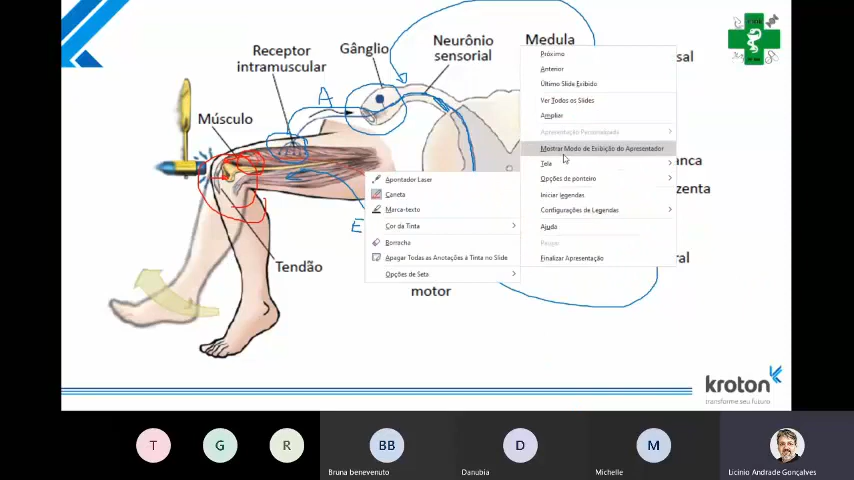 Receptor
intramuscular
Gânglio
Neurônio
sensorial
Medula
sal
Músculo
A
Próximo
Anterior
Último Slide Exibido
Ver Todos os Slides
Ampliar
Apresentação Personalizada
Mostrar Modo de Exibição do Apresentador
Tela
Opções de ponteiro
Iniciar legendas
Configurações de Legendas
Ajuda
Pausar
Finalizar Apresentação
anca
zenta
al
Apontador Laser
Caneta
Marca-texto
Cor da Tinta
Borracha
Apagar Todas as Anotações à Tinta no Slide
Opções de Seta
E
Tendão
motor
kroton
transforme seu futuro
T
G
R
BB
Bruna benevenuto
D
Danubia
M
Michelle
Licinio Andrade Gonçalves